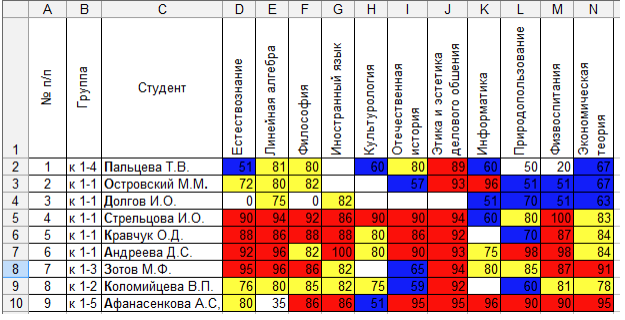 A B C D E F G H I J K L M N
1 № п/п Группа Студент Естествознание Линейная алгебра Философия Иностранный язык Культурология Отечественная история Этика и эстетика делового обшения Информатика Природопользование Физвоспитания Экономическая теория
2 1 к 1-4 Пальцева Т.В. 51 81 80 60 80 89 60 50 20 67
3 2 к 1-1 Островский М.М. 72 80 82 57 93 96 51 51 67
4 3 к 1-1 Долгов И.О. 0 75 0 82 51 70 51 63
5 4 к 1-1 Стрельцова И.О. 90 94 92 86 90 90 94 60 80 100 83
6 5 к 1-1 Кравчук О.Д. 88 86 88 88 80 86 92 70 87 84
7 6 к 1-1 Андреева Д.С. 92 96 82 100 80 90 93 75 98 98 84
8 7 к 1-3 Зотов М.Ф. 95 96 86 82 65 94 80 85 87 91
9 8 к 1-2 Коломийцева В.П. 76 80 85 82 75 59 92 60 81 78
10 9 к 1-5 Афанасенкова А.С, 80 35 86 86 51 95 95 96 90 90 95